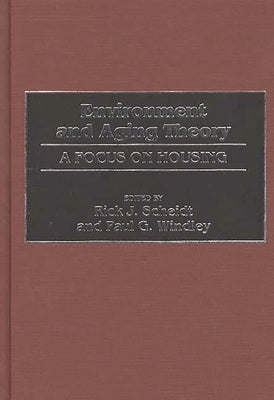 Environment
and Aging Theory
A FOCUS ON HOUSING
EDITED BY
Rick J. Scheidt
and Paul G. Windley